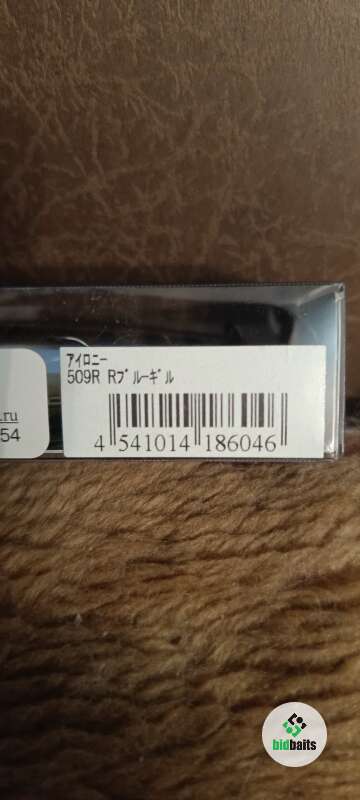 ｱｲﾛﾆｰ
509R Rﾌﾞﾙｰｷﾞﾙ
.ru
54
4 541014 186046
bidbaits